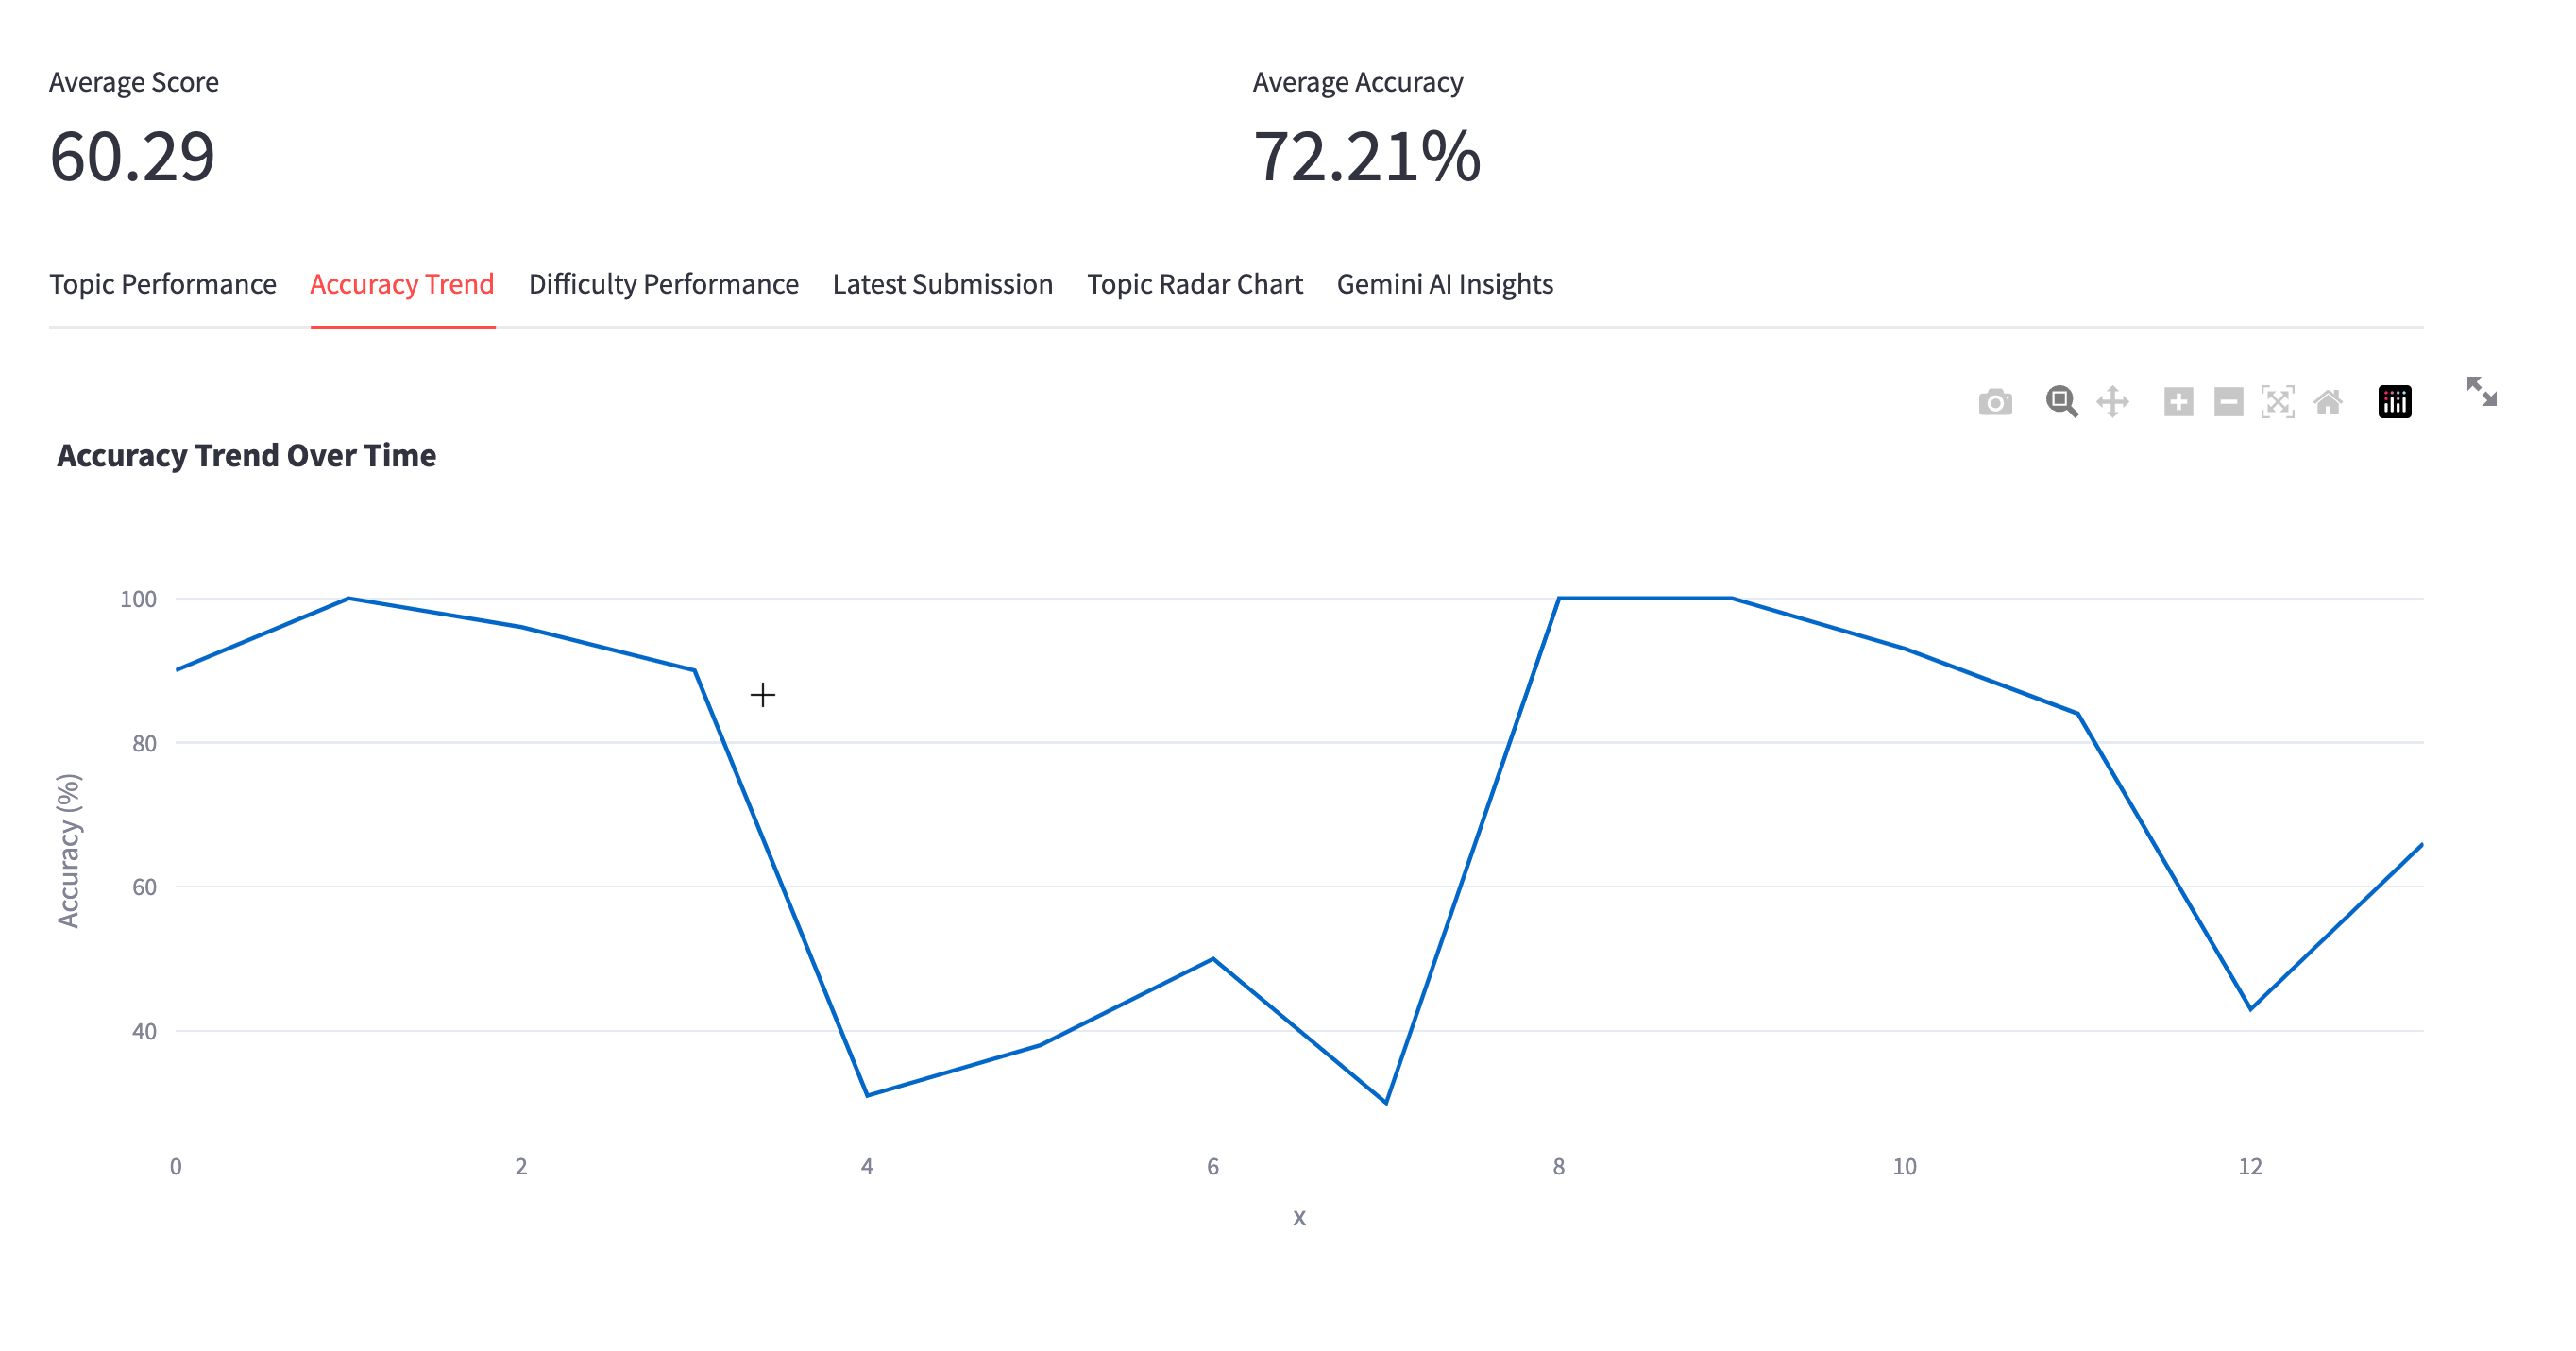 Average Score
Average Accuracy
60.29
72.21%
Topic Performance Accuracy Trend Difficulty Performance Latest Submission Topic Radar Chart Gemini AI Insights
Accuracy Trend Over Time
100
80
60
40
Accuracy (%)
0 2 4 6 8 10 12
x